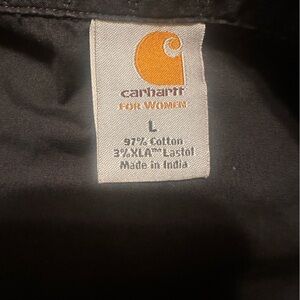 carhartt
FOR WOMEN
L
97% Cotton
3%XLA™ Lastol
Made in India